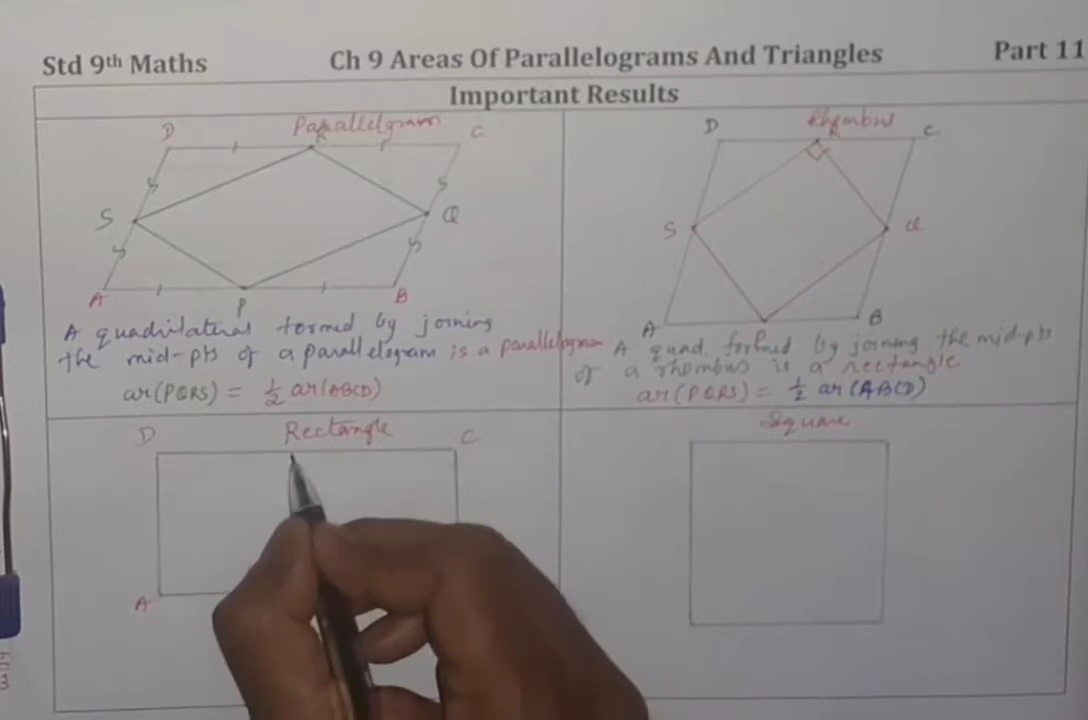 Std 9th Maths Ch 9 Areas Of Parallelograms And Triangles Part 11
Important Results
D Parallelgram C
R
S Q
A P B
A quadrilateral formed by joining
the mid-pts of a parallelogram is a parallelogram
ar(PQRS) = 1/2 ar(ABCD)
D Rhombus C
R
S Q
A B
A quad. formed by joining the mid-pts
of a rhombus is a rectangle
ar(PQRS) = 1/2 ar(ABCD)
D Rectangle C
A
Square